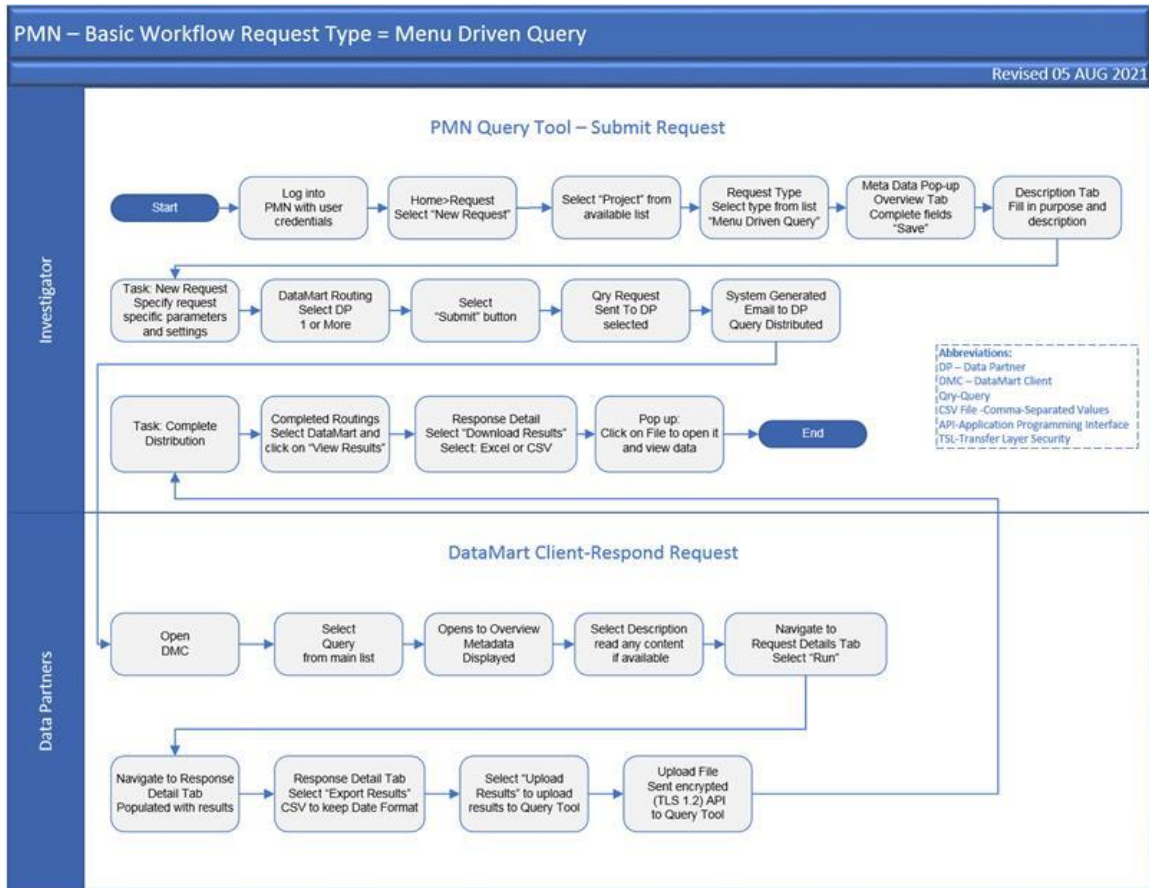 PMN – Basic Workflow Request Type = Menu Driven Query
Revised 05 AUG 2021
Investigator
PMN Query Tool – Submit Request
Start
Log into
PMN with user
credentials
Home>Request
Select “New Request”
Select “Project” from
available list
Request Type
Select type from list
“Menu Driven Query”
Meta Data Pop-up
Overview Tab
Complete fields
“Save”
Description Tab
Fill in purpose and
description
Task: New Request
Specify request
specific parameters
and settings
DataMart Routing
Select DP
1 or More
Select
“Submit” button
Qry Request
Sent To DP
selected
System Generated
Email to DP
Query Distributed
Abbreviations:
DP – Data Partner
DMC – DataMart Client
Qry-Query
CSV File -Comma-Separated Values
API-Application Programming Interface
TSL-Transfer Layer Security
Task: Complete
Distribution
Completed Routings
Select DataMart and
click on “View Results”
Response Detail
Select “Download Results”
Select: Excel or CSV
Pop up:
Click on File to open it
and view data
End
Data Partners
DataMart Client-Respond Request
Open
DMC
Select
Query
from main list
Opens to Overview
Metadata
Displayed
Select Description
read any content
if available
Navigate to
Request Details Tab
Select “Run”
Navigate to Response
Detail Tab
Populated with results
Response Detail Tab
Select “Export Results”
CSV to keep Date Format
Select “Upload
Results” to upload
results to Query Tool
Upload File
Sent encrypted
(TLS 1.2) API
to Query Tool